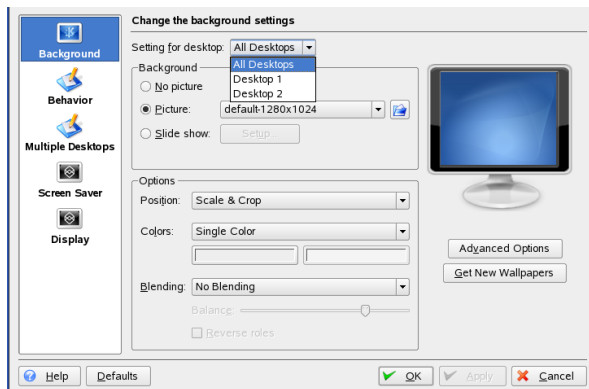 Background
Behavior
Multiple Desktops
Screen Saver
Display
Change the background settings
Setting for desktop: All Desktops
All Desktops
Desktop 1
Desktop 2
Background
No picture
Picture: default-1280x1024
Slide show: Setup...
Options
Position: Scale & Crop
Colors: Single Color
Blending: No Blending
Balance:
Reverse roles
Advanced Options
Get New Wallpapers
Help Defaults OK Apply Cancel